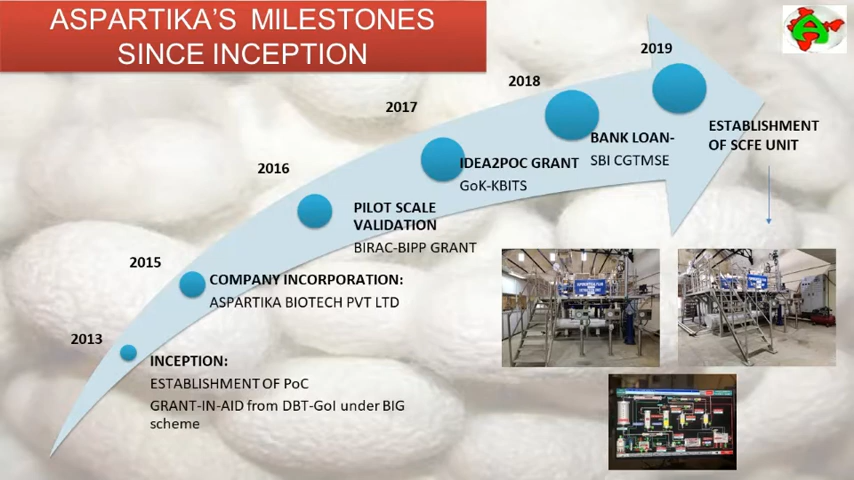 ASPARTIKA'S MILESTONES
SINCE INCEPTION
A
2019
2018
2017
2016
2015
2013
ESTABLISHMENT
OF SCFE UNIT
BANK LOAN-
SBI CGTMSE
IDEA2POC GRANT
GoK-KBITS
PILOT SCALE
VALIDATION
BIRAC-BIPP GRANT
COMPANY INCORPORATION:
ASPARTIKA BIOTECH PVT LTD
INCEPTION:
ESTABLISHMENT OF PoC
GRANT-IN-AID from DBT-GoI under BIG
scheme